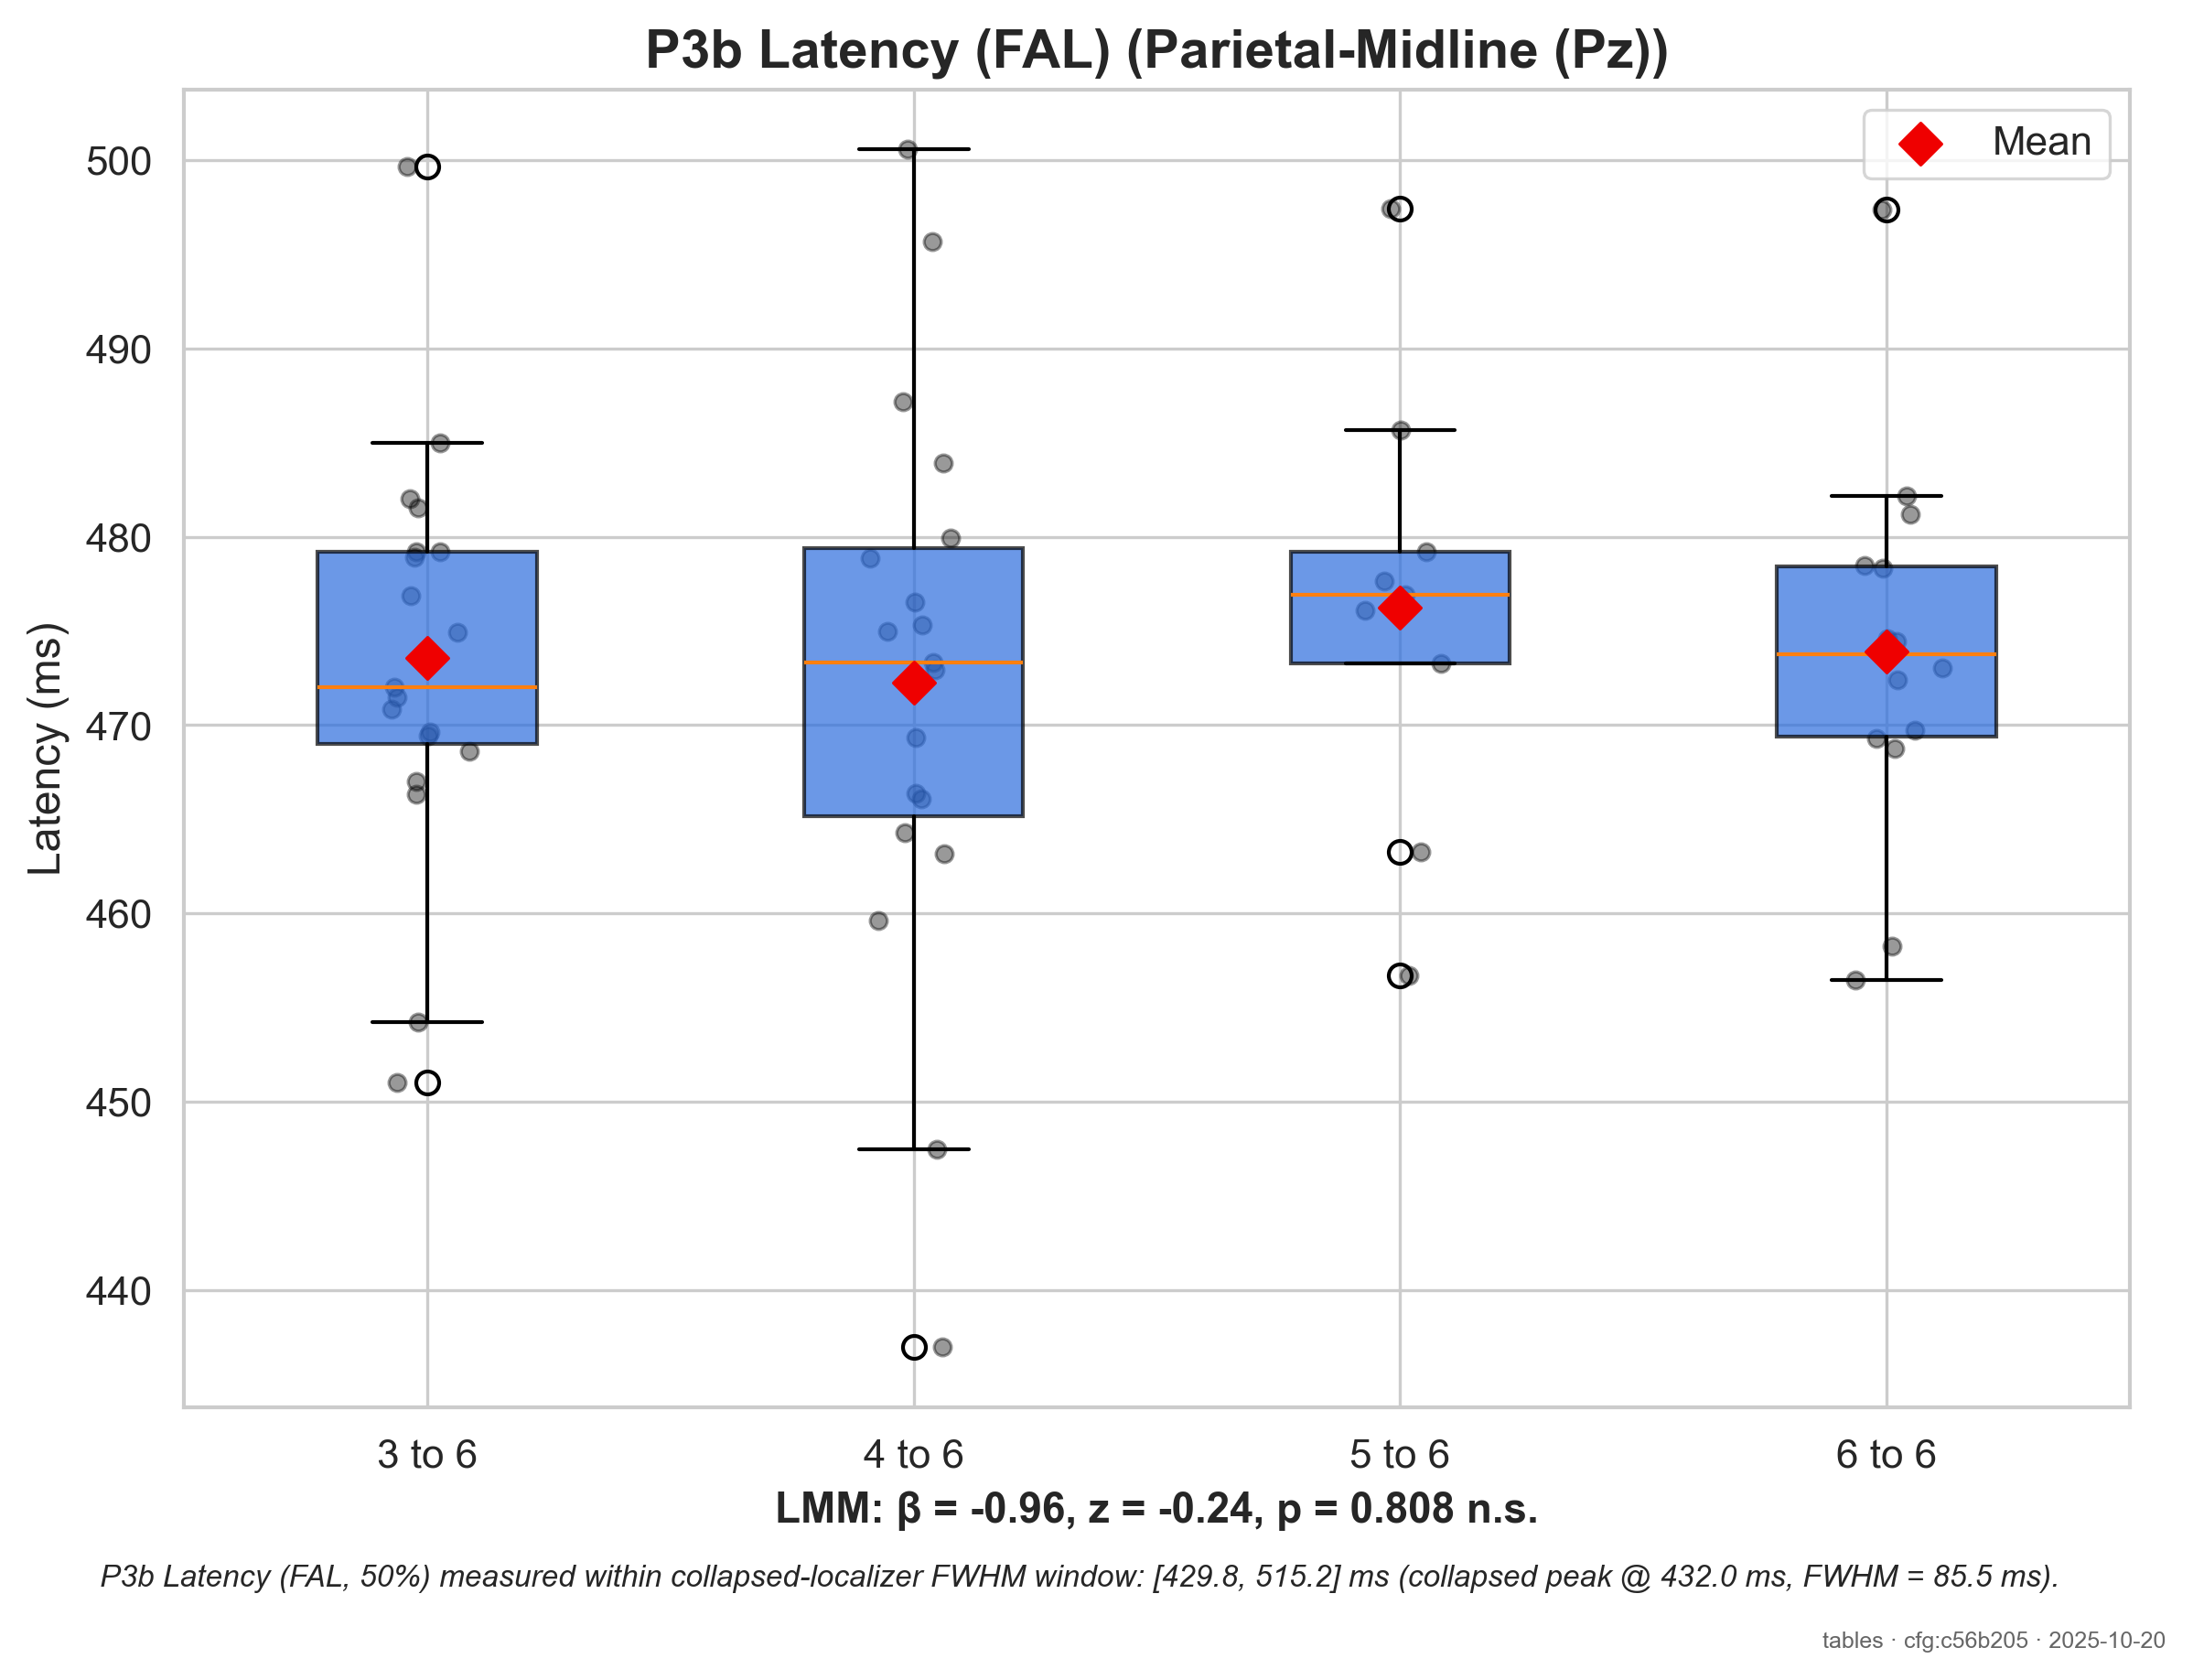 P3b Latency (FAL) (Parietal-Midline (Pz))
Mean
Latency (ms)
500
490
480
470
460
450
440
3 to 6
4 to 6
5 to 6
6 to 6
LMM: β = -0.96, z = -0.24, p = 0.808 n.s.
P3b Latency (FAL, 50%) measured within collapsed-localizer FWHM window: [429.8, 515.2] ms (collapsed peak @ 432.0 ms, FWHM = 85.5 ms).
tables · cfg:c56b205 · 2025-10-20